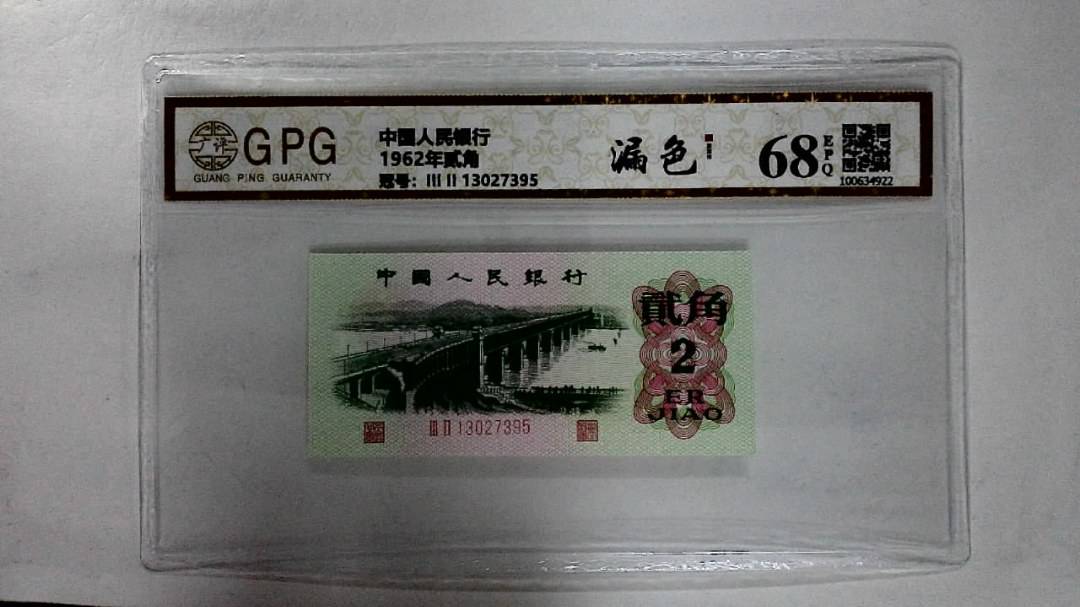 广评
GPG
GUANG PING GUARANTY
中国人民银行
1962年贰角
冠号：III II 13027395
漏色
68
EPQ
100634922
中國人民銀行
貳角
2
ER
JIAO
III II 13027395